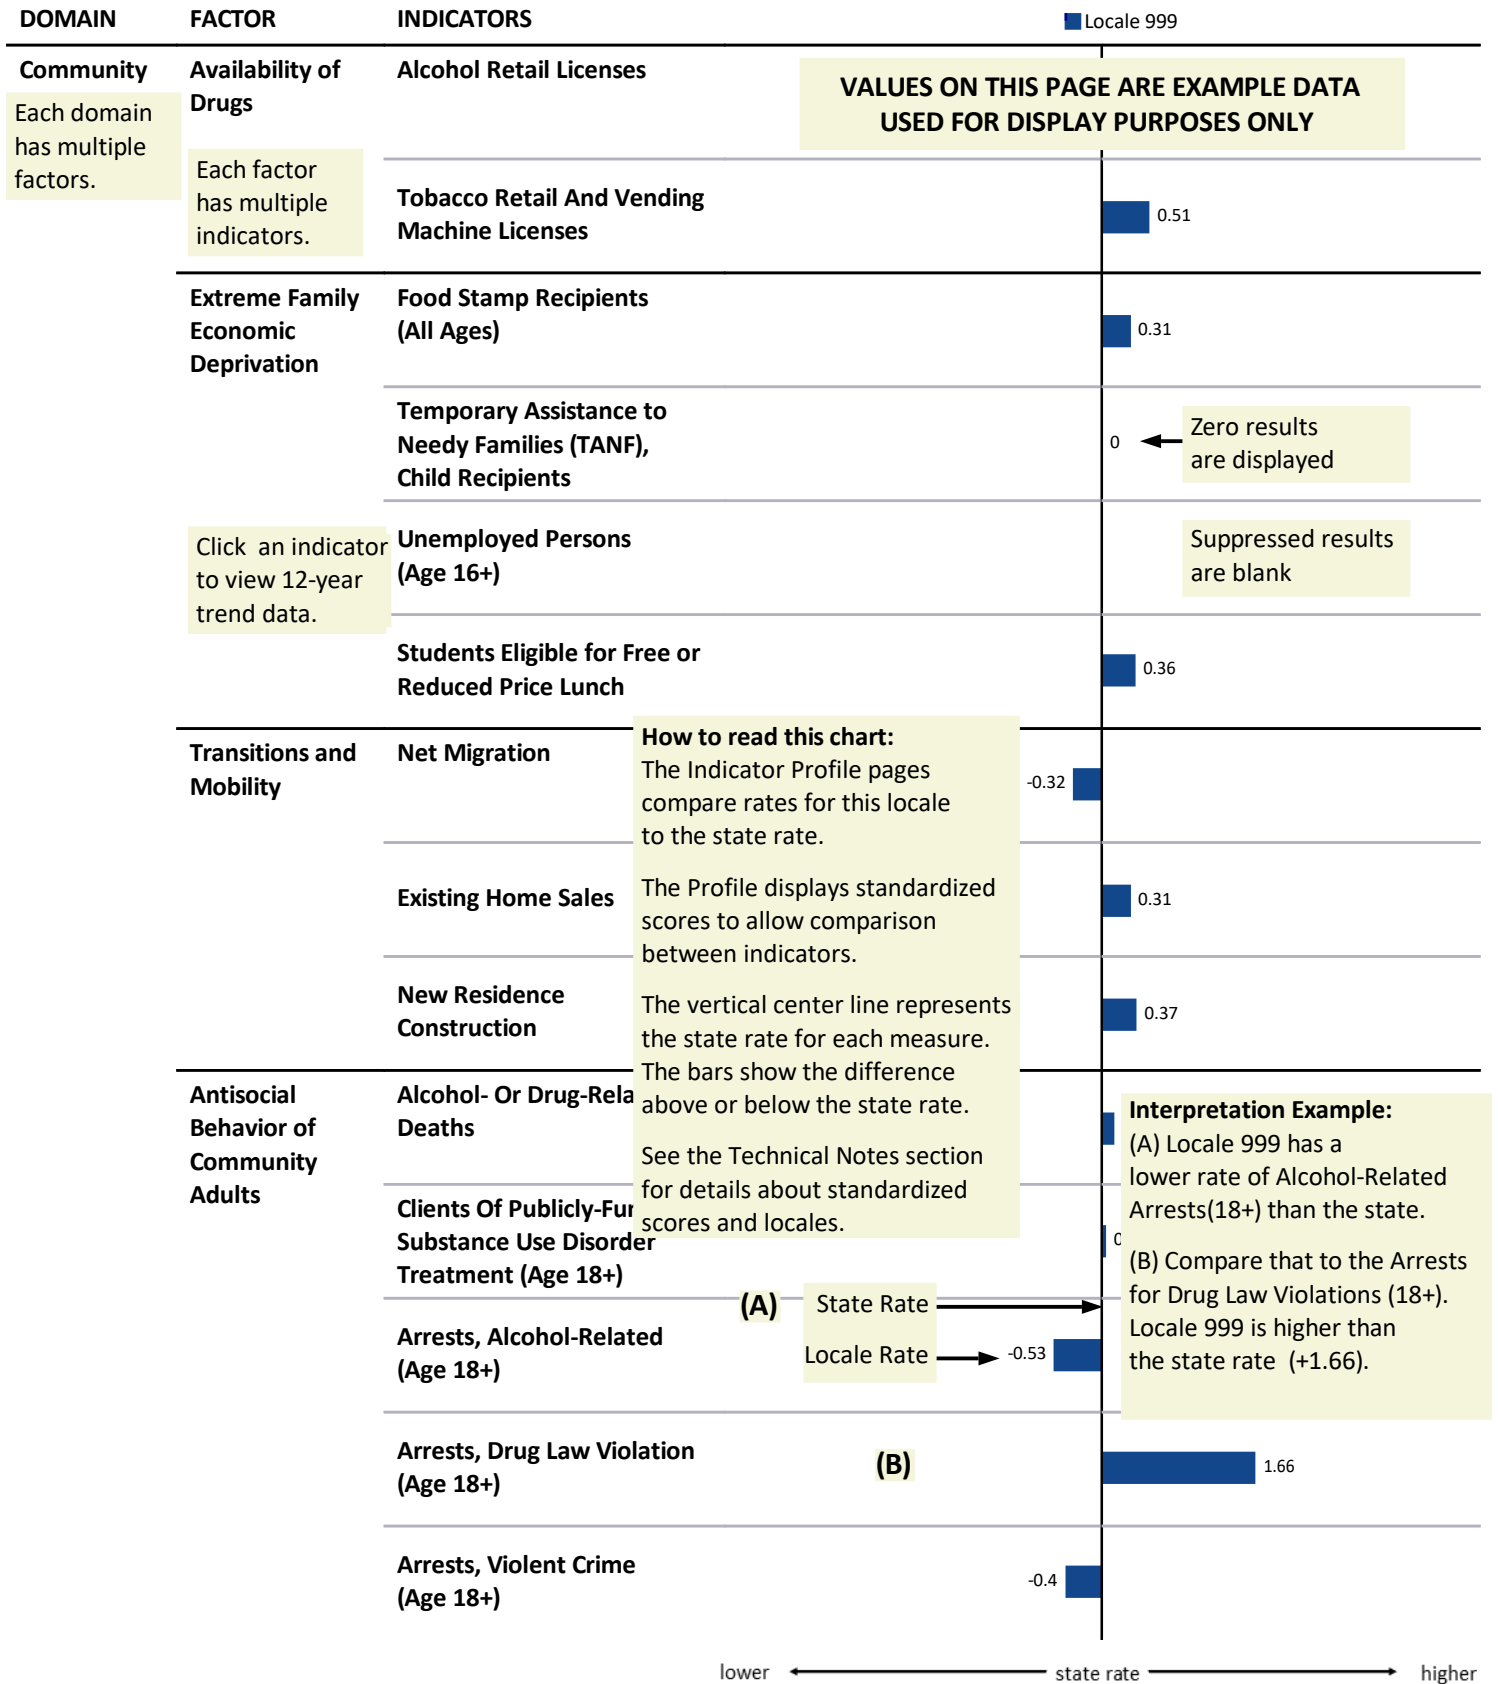 DOMAIN FACTOR INDICATORS
Locale 999
Community
Each domain
has multiple
factors.
Availability of
Drugs
Each factor
has multiple
indicators.
Alcohol Retail Licenses
VALUES ON THIS PAGE ARE EXAMPLE DATA
USED FOR DISPLAY PURPOSES ONLY
Tobacco Retail And Vending
Machine Licenses
0.51
Extreme Family
Economic
Deprivation
Food Stamp Recipients
(All Ages)
0.31
Temporary Assistance to
Needy Families (TANF),
Child Recipients
0
Zero results
are displayed
Click an indicator
to view 12-year
trend data.
Unemployed Persons
(Age 16+)
Suppressed results
are blank
Students Eligible for Free or
Reduced Price Lunch
0.36
Transitions and
Mobility
Net Migration
-0.32
How to read this chart:
The Indicator Profile pages
compare rates for this locale
to the state rate.
The Profile displays standardized
scores to allow comparison
between indicators.
The vertical center line represents
the state rate for each measure.
The bars show the difference
above or below the state rate.
See the Technical Notes section
for details about standardized
scores and locales.
Existing Home Sales
0.31
New Residence
Construction
0.37
Antisocial
Behavior of
Community
Adults
Alcohol- Or Drug-Rela
Deaths
Interpretation Example:
(A) Locale 999 has a
lower rate of Alcohol-Related
Arrests(18+) than the state.
(B) Compare that to the Arrests
for Drug Law Violations (18+).
Locale 999 is higher than
the state rate (+1.66).
Clients Of Publicly-Fu
Substance Use Disorder
Treatment (Age 18+)
Arrests, Alcohol-Related
(Age 18+)
(A)
State Rate
Locale Rate
-0.53
Arrests, Drug Law Violation
(Age 18+)
(B)
1.66
Arrests, Violent Crime
(Age 18+)
-0.4
lower state rate higher